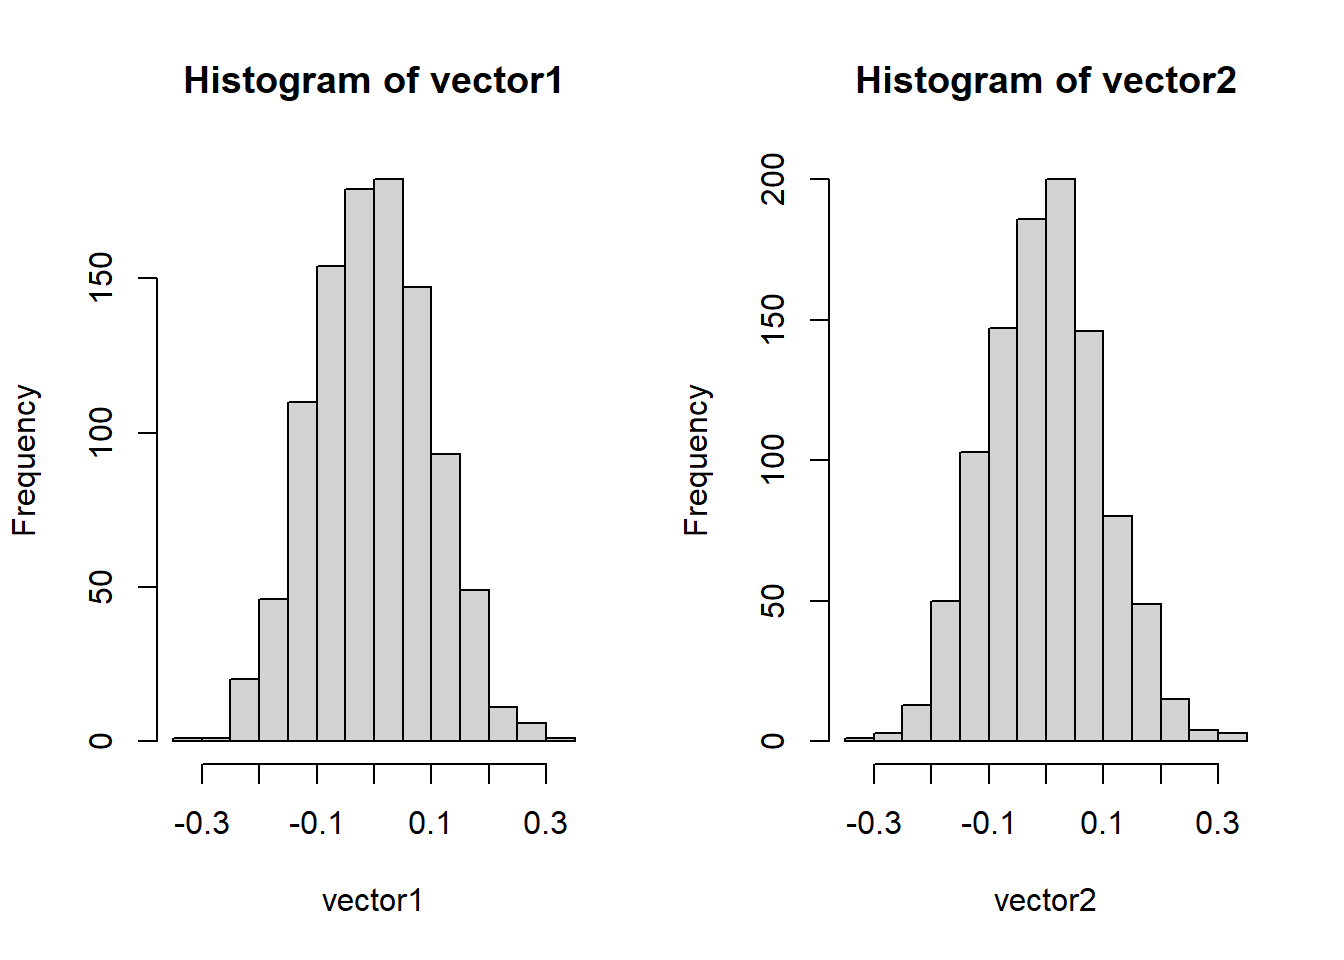 Histogram of vector1
Frequency
150
100
50
0
-0.3 -0.1 0.1 0.3
vector1
Histogram of vector2
Frequency
200
150
100
50
0
-0.3 -0.1 0.1 0.3
vector2